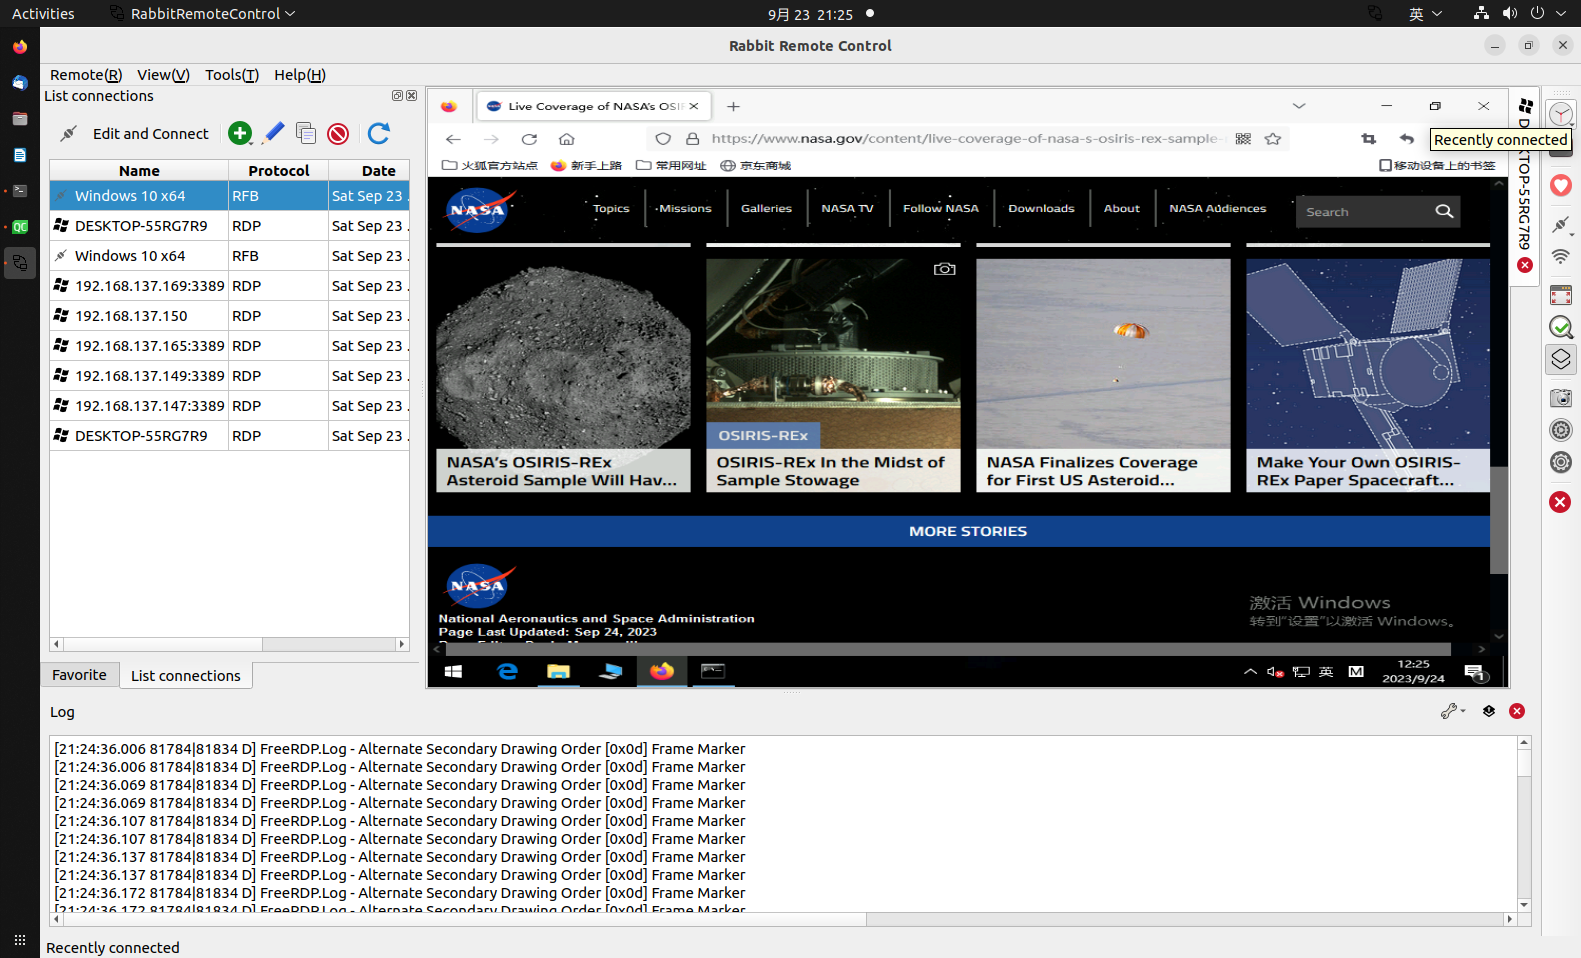 Activities
RabbitRemoteControl
9月 23 21:25
英
Rabbit Remote Control
Remote(R)
View(V)
Tools(T)
Help(H)
List connections
Edit and Connect
Name
Protocol
Date
Windows 10 x64
RFB
Sat Sep 23 .
DESKTOP-55RG7R9
RDP
Sat Sep 23 .
Windows 10 x64
RFB
Sat Sep 23 .
192.168.137.169:3389
RDP
Sat Sep 23 .
192.168.137.150
RDP
Sat Sep 23 .
192.168.137.165:3389
RDP
Sat Sep 23 .
192.168.137.149:3389
RDP
Sat Sep 23 .
192.168.137.147:3389
RDP
Sat Sep 23 .
DESKTOP-55RG7R9
RDP
Sat Sep 23 .
Favorite
List connections
Live Coverage of NASA's OSIF
https://www.nasa.gov/content/live-coverage-of-nasa-s-osiris-rex-sample-
火狐官方站点
新手上路
常用网址
京东商城
移动设备上的书签
NASA
Topics
Missions
Galleries
NASA TV
Follow NASA
Downloads
About
NASA Audiences
Search
NASA's OSIRIS-REx
Asteroid Sample Will Hav...
OSIRIS-REx
OSIRIS-REx In the Midst of
Sample Stowage
NASA Finalizes Coverage
for First US Asteroid...
Make Your Own OSIRIS-
REx Paper Spacecraft...
MORE STORIES
NASA
National Aeronautics and Space Administration
Page Last Updated: Sep 24, 2023
激活 Windows
转到"设置"以激活 Windows。
英
M
12:25
2023/9/24
1
Recently connected
KTOP-55RG7R9
Log
[21:24:36.006 81784|81834 D] FreeRDP.Log - Alternate Secondary Drawing Order [0x0d] Frame Marker
[21:24:36.006 81784|81834 D] FreeRDP.Log - Alternate Secondary Drawing Order [0x0d] Frame Marker
[21:24:36.069 81784|81834 D] FreeRDP.Log - Alternate Secondary Drawing Order [0x0d] Frame Marker
[21:24:36.069 81784|81834 D] FreeRDP.Log - Alternate Secondary Drawing Order [0x0d] Frame Marker
[21:24:36.107 81784|81834 D] FreeRDP.Log - Alternate Secondary Drawing Order [0x0d] Frame Marker
[21:24:36.107 81784|81834 D] FreeRDP.Log - Alternate Secondary Drawing Order [0x0d] Frame Marker
[21:24:36.137 81784|81834 D] FreeRDP.Log - Alternate Secondary Drawing Order [0x0d] Frame Marker
[21:24:36.137 81784|81834 D] FreeRDP.Log - Alternate Secondary Drawing Order [0x0d] Frame Marker
[21:24:36.172 81784|81834 D] FreeRDP.Log - Alternate Secondary Drawing Order [0x0d] Frame Marker
[21:24:36.172 81784|81834 D] FreeRDP.Log - Alternate Secondary Drawing Order [0x0d] Frame Marker
Recently connected